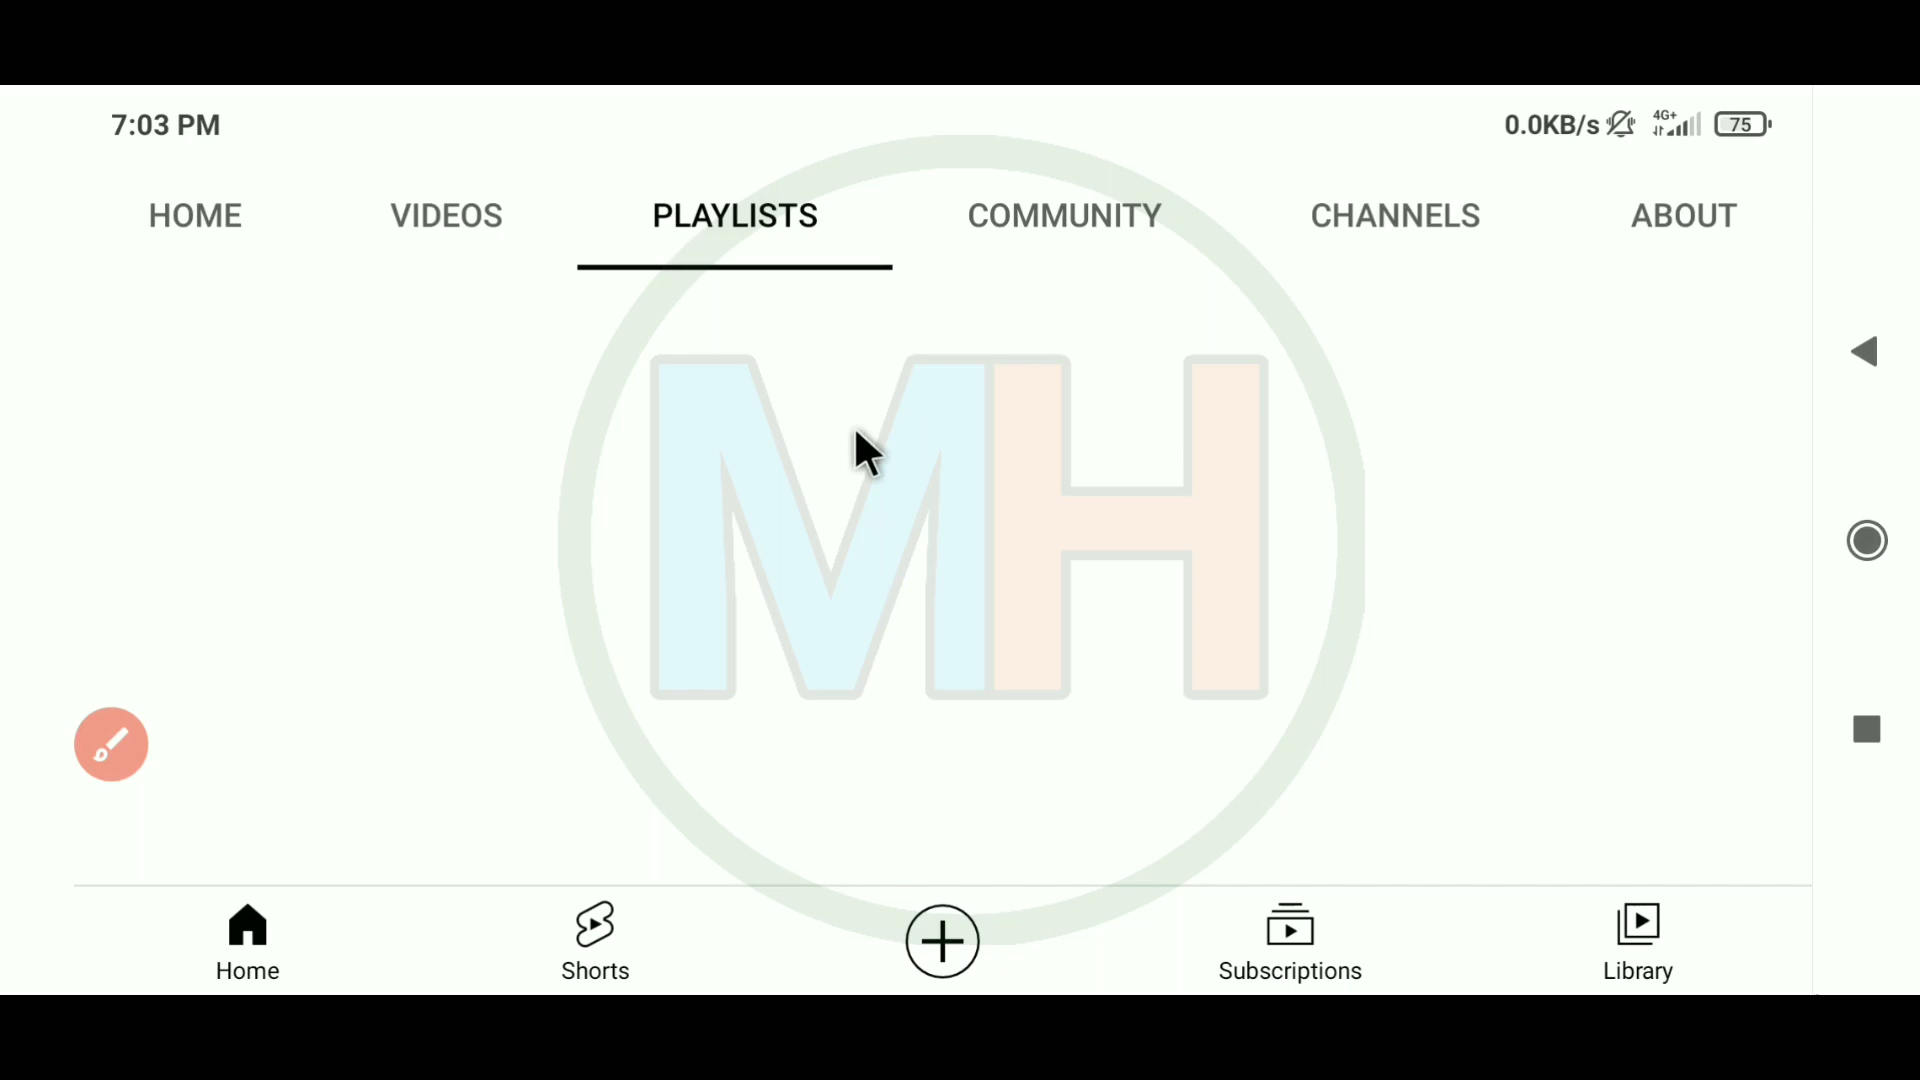 7:03 PM
0.0KB/s 4G+ 75
HOME VIDEOS PLAYLISTS COMMUNITY CHANNELS ABOUT
MH
Home Shorts Subscriptions Library